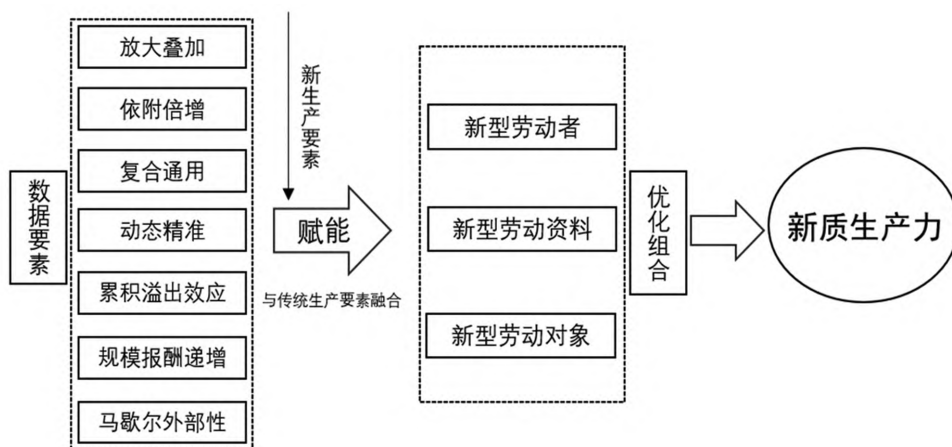 数据要素
放大叠加
依附倍增
复合通用
动态精准
累积溢出效应
规模报酬递增
马歇尔外部性
新生产要素
赋能
与传统生产要素融合
新型劳动者
新型劳动资料
新型劳动对象
优化组合
新质生产力